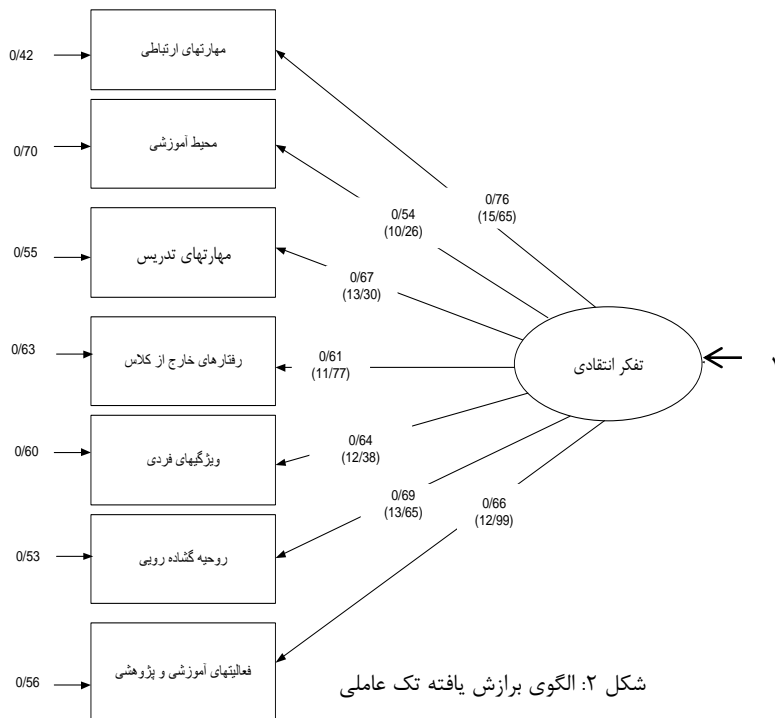 0/42
مهارتهای ارتباطی
0/70
محیط آموزشی
0/55
مهارتهای تدریس
0/63
رفتارهای خارج از کلاس
0/60
ویژگیهای فردی
0/53
روحیه گشاده رویی
0/56
فعالیتهای آموزشی و پژوهشی
0/76
(15/65)
0/54
(10/26)
0/67
(13/30)
0/61
(11/77)
0/64
(12/38)
0/69
(13/65)
0/66
(12/99)
تفکر انتقادی
شکل ۲: الگوی برازش یافته تک عاملی